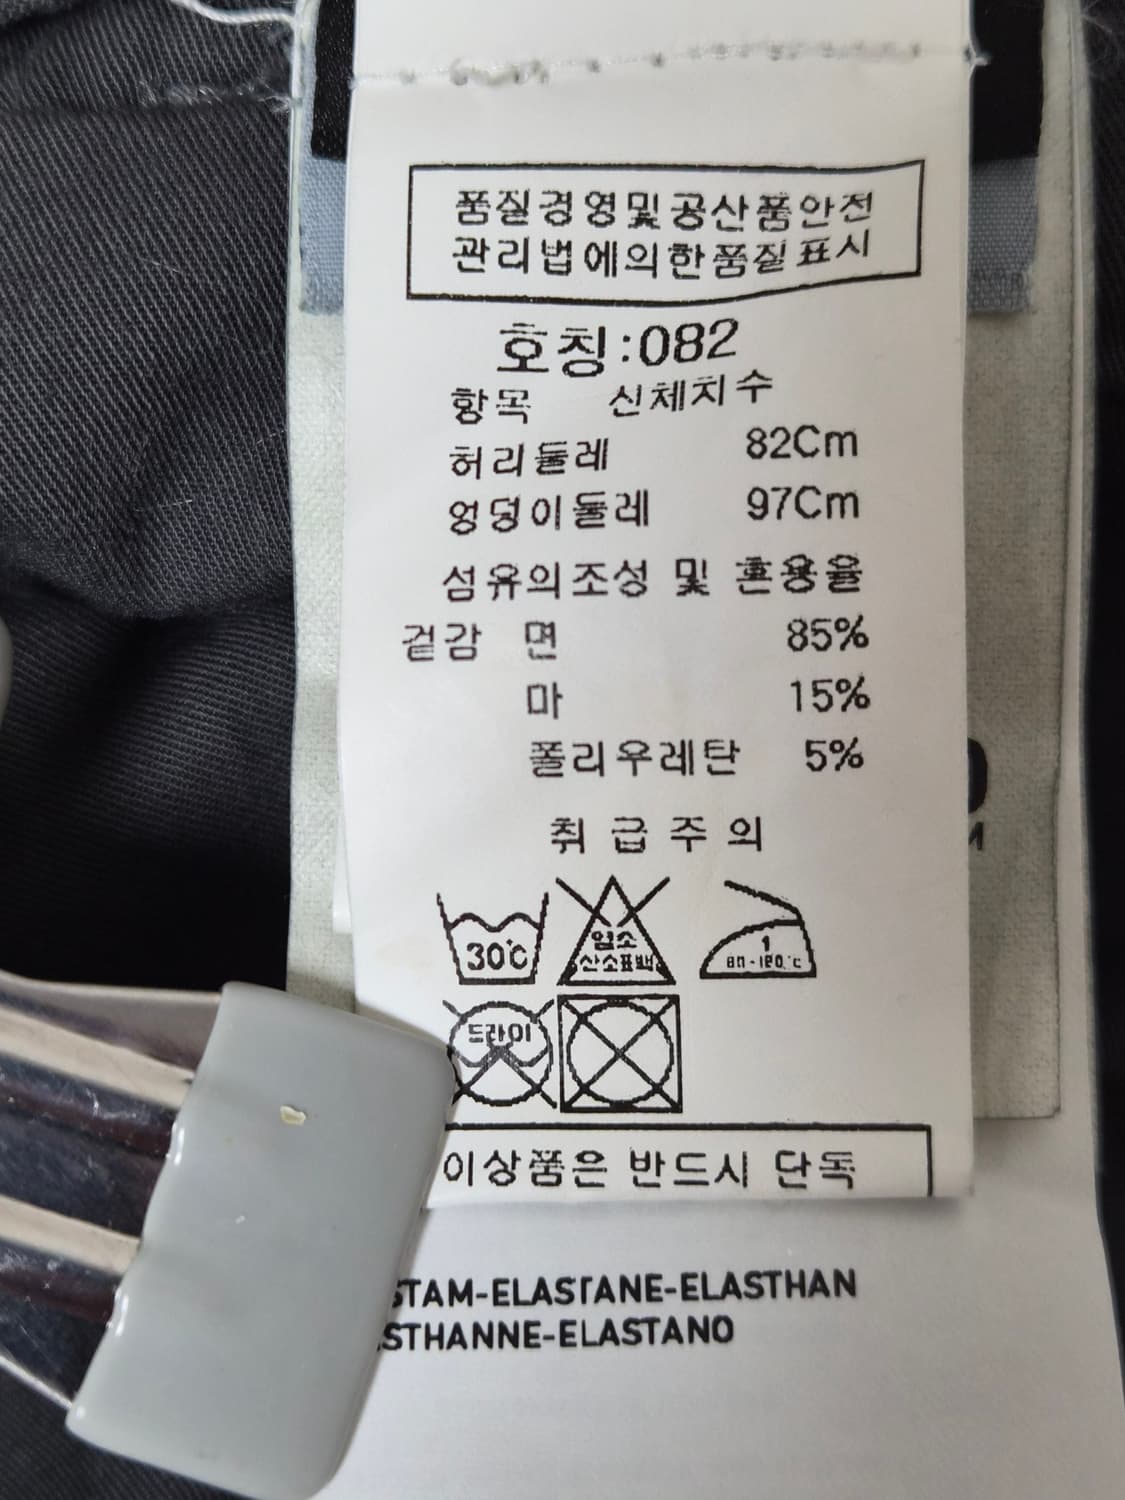 품질경영및공산품안전
관리법에의한품질표시
호칭:082
항목 신체치수
허리둘레 82Cm
엉덩이둘레 97Cm
섬유의조성 및 혼용율
겉감 면 85%
마 15%
폴리우레탄 5%
취급주의
30℃
염소
산소표백
1
80-120℃
드라이
이상품은 반드시 단독
STAM-ELASTANE-ELASTHAN
STHANNE-ELASTANO